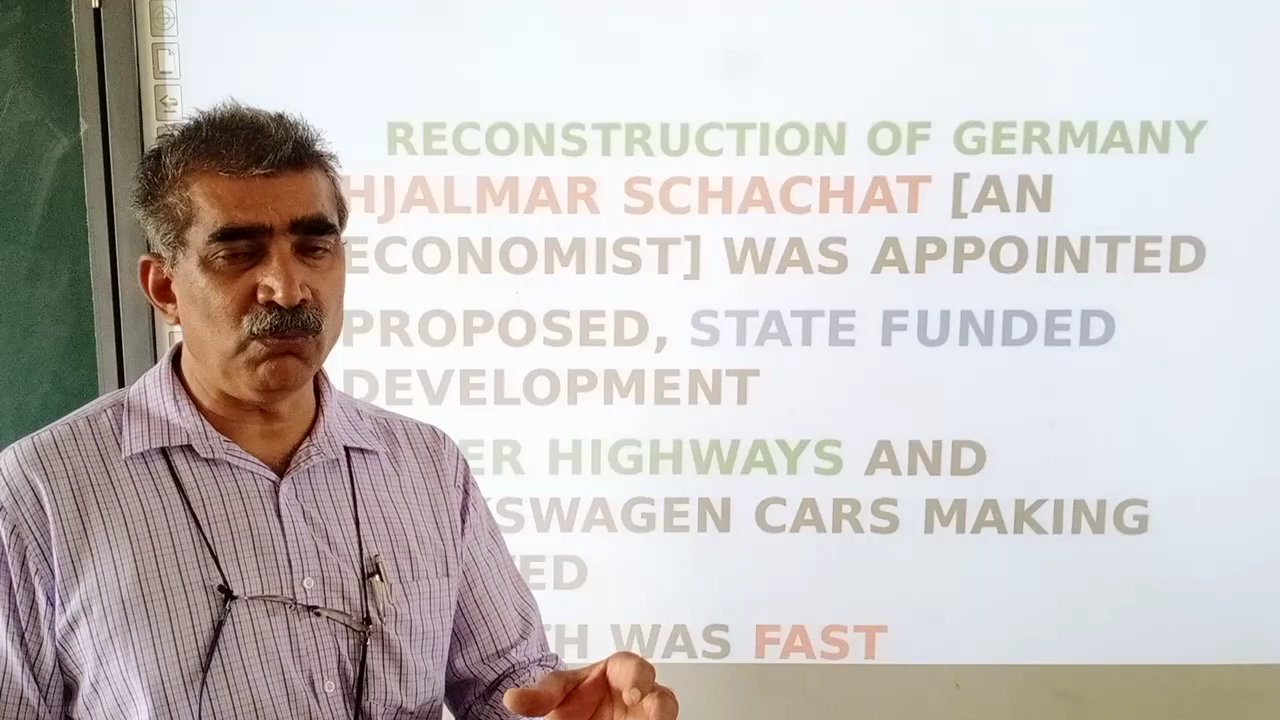 RECONSTRUCTION OF GERMANY
HJALMAR SCHACHAT [AN
ECONOMIST] WAS APPOINTED
PROPOSED, STATE FUNDED
DEVELOPMENT
HIGHWAYS AND
CARS MAKING
WAS FAST